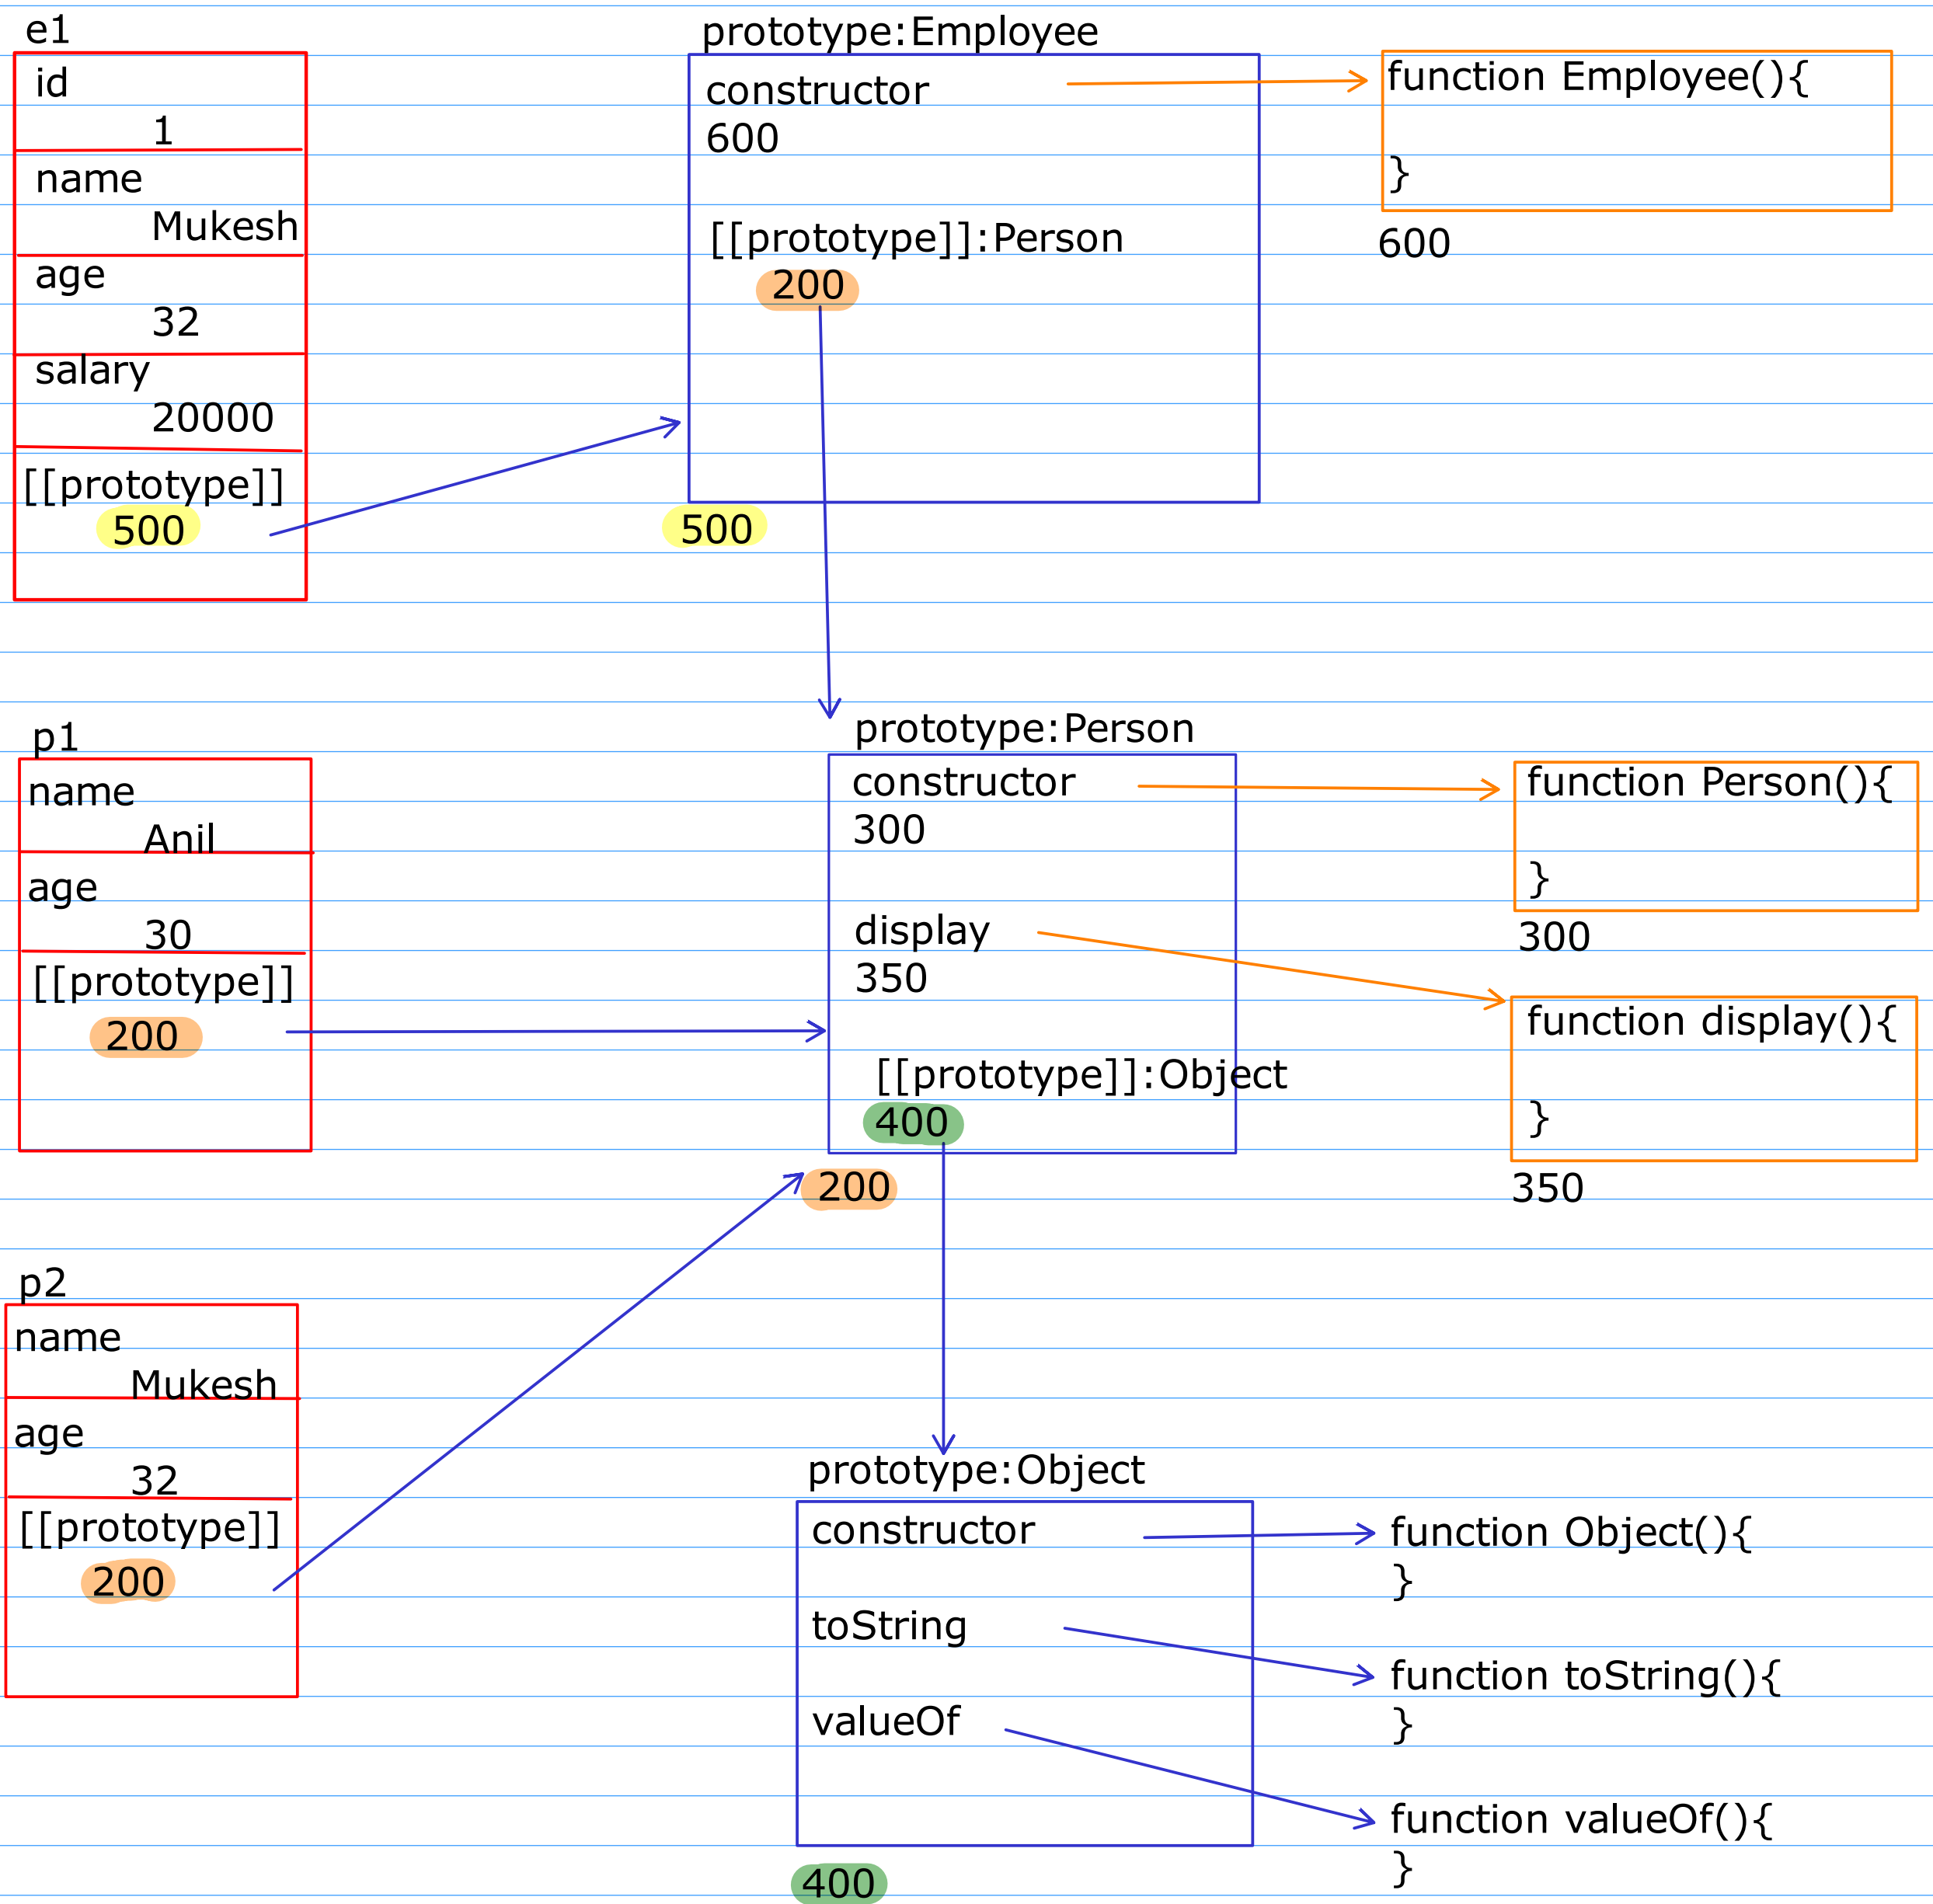 e1
id
1
name
Mukesh
age
32
salary
20000
[[prototype]]
500
prototype:Employee
constructor
600
[[prototype]]:Person
200
500
function Employee(){
}
600
p1
name
Anil
age
30
[[prototype]]
200
prototype:Person
constructor
300
display
350
[[prototype]]:Object
400
200
function Person(){
}
300
function display(){
}
350
p2
name
Mukesh
age
32
[[prototype]]
200
prototype:Object
constructor
toString
valueOf
400
function Object(){
}
function toString(){
}
function valueOf(){
}